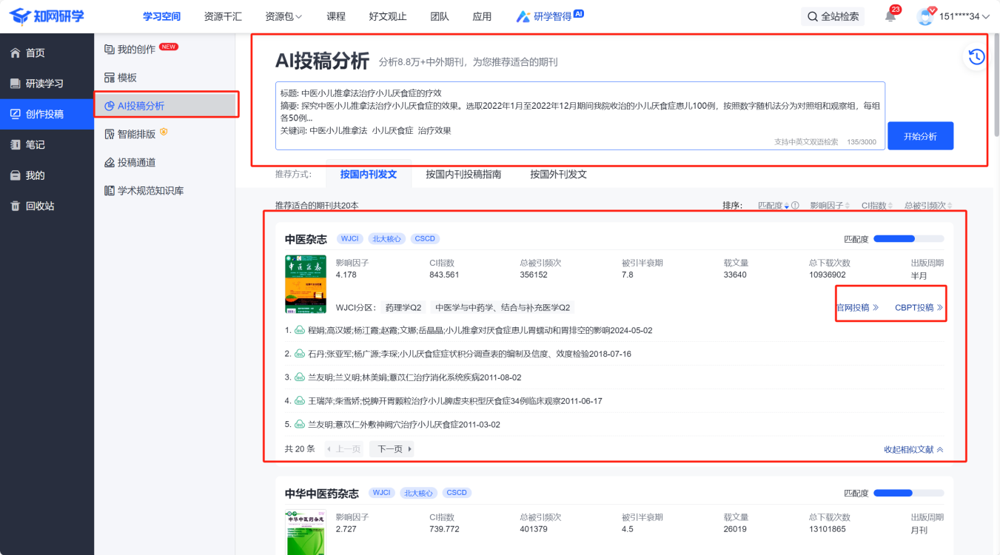 知网研学 学习空间 资源千汇 资源包 课程 好文观止 团队 应用 研学智得 AI 全站检索 23 151****34
首页
研读学习
创作投稿
笔记
我的
回收站
我的创作 NEW
模板
AI投稿分析
智能排版
投稿通道
学术规范知识库
AI投稿分析 分析8.8万+中外期刊，为您推荐适合的期刊
标题: 中医小儿推拿法治疗小儿厌食症的疗效
摘要: 探究中医小儿推拿法治疗小儿厌食症的效果。选取2022年1月至2022年12月期间我院收治的小儿厌食症患儿100例，按照数字随机法分为对照组和观察组，每组
各50例...
关键词: 中医小儿推拿法 小儿厌食症 治疗效果
支持中英文双语检索 135/3000
开始分析
推荐方式: 按国内刊发文 按国内刊投稿指南 按国外刊发文
推荐适合的期刊共20本 排序: 匹配度 影响因子 CI指数 总被引频次
中医杂志 WJCI 北大核心 CSCD 匹配度
中医杂志
影响因子 CI指数 总被引频次 被引半衰期 载文量 总下载次数 出版周期
4.178 843.561 356152 7.8 33640 10936902 半月
WJCI分区: 药理学Q2 中医学与中药学、结合与补充医学Q2 官网投稿 CBPT投稿
1. 程娟;高汉媛;杨江霞;赵霞;文娜;岳晶晶;小儿推拿对厌食症患儿胃蠕动和胃排空的影响2024-05-02
2. 石丹;张亚军;杨广源;李琛;小儿厌食症症状积分调查表的编制及信度、效度检验2018-07-16
3. 兰友明;兰义明;林美娟;薏苡仁治疗消化系统疾病2011-08-02
4. 王瑞萍;柴雪娇;悦脾开胃颗粒治疗小儿脾虚夹积型厌食症34例临床观察2011-06-17
5. 兰友明;薏苡仁外敷神阙穴治疗小儿厌食症2011-03-02
共 20 条 上一页 下一页 收起相似文献
中华中医药杂志 WJCI 北大核心 CSCD 匹配度
中华中医药杂志
影响因子 CI指数 总被引频次 被引半衰期 载文量 总下载次数 出版周期
2.727 739.772 401379 4.5 26019 13101865 月刊